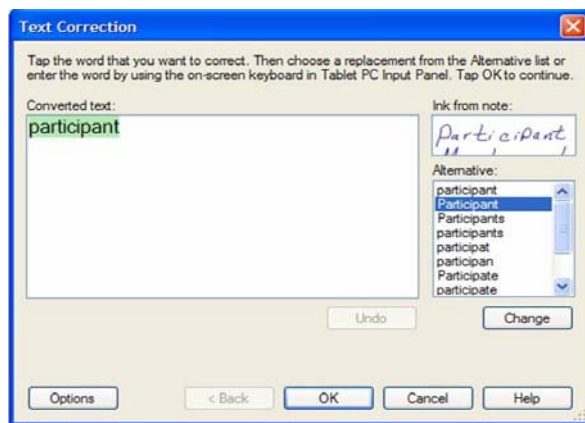 Text Correction
Tap the word that you want to correct. Then choose a replacement from the Alternative list or
enter the word by using the on-screen keyboard in Tablet PC Input Panel. Tap OK to continue.
Converted text:
participant
Ink from note:
Participant
Alternative:
participant
Participant
Participants
participants
participat
participan
Participate
participate
Undo
Change
Options
< Back
OK
Cancel
Help